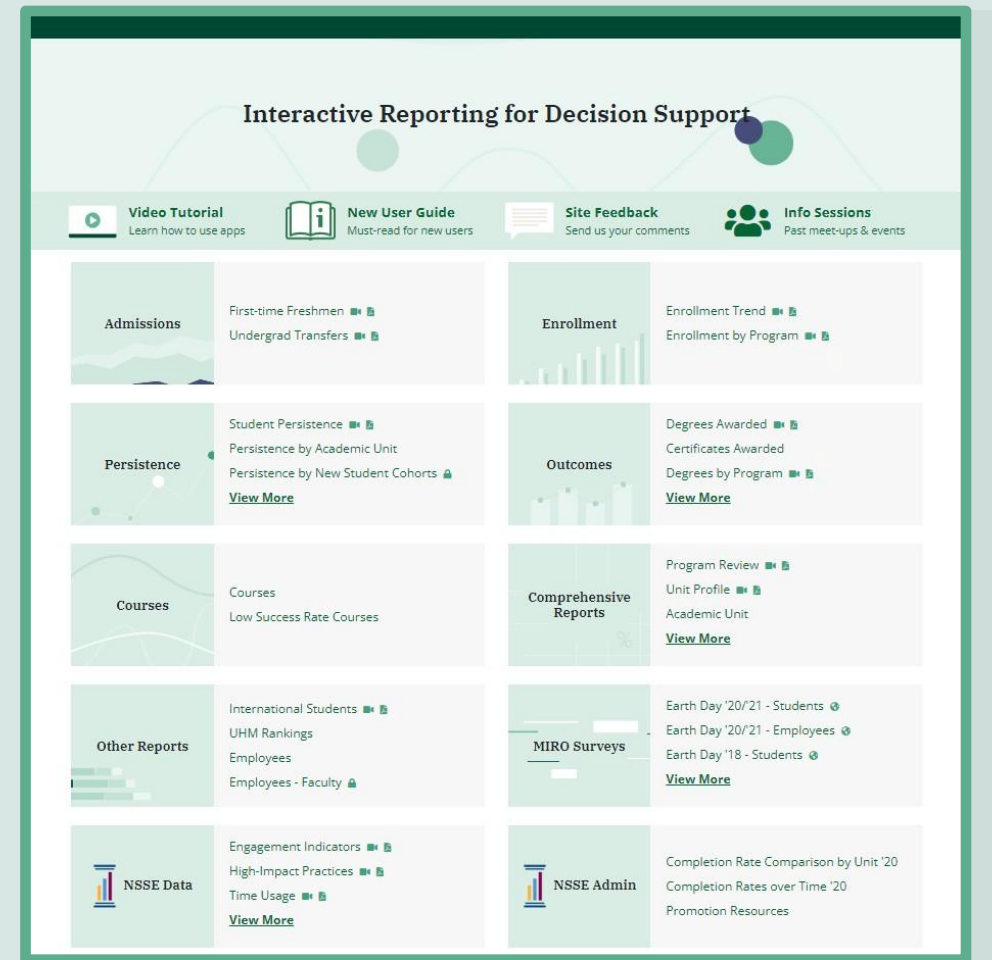 Interactive Reporting for Decision Support
Video Tutorial
Learn how to use apps
New User Guide
Must-read for new users
Site Feedback
Send us your comments
Info Sessions
Past meet-ups & events
Admissions
First-time Freshmen
Undergrad Transfers
Enrollment
Enrollment Trend
Enrollment by Program
Persistence
Student Persistence
Persistence by Academic Unit
Persistence by New Student Cohorts
View More
Outcomes
Degrees Awarded
Certificates Awarded
Degrees by Program
View More
Courses
Courses
Low Success Rate Courses
Comprehensive
Reports
%
Program Review
Unit Profile
Academic Unit
View More
Other Reports
International Students
UHM Rankings
Employees
Employees - Faculty
MIRO Surveys
Earth Day '20/'21 - Students
Earth Day '20/'21 - Employees
Earth Day '18 - Students
View More
NSSE Data
Engagement Indicators
High-Impact Practices
Time Usage
View More
NSSE Admin
Completion Rate Comparison by Unit '20
Completion Rates over Time '20
Promotion Resources